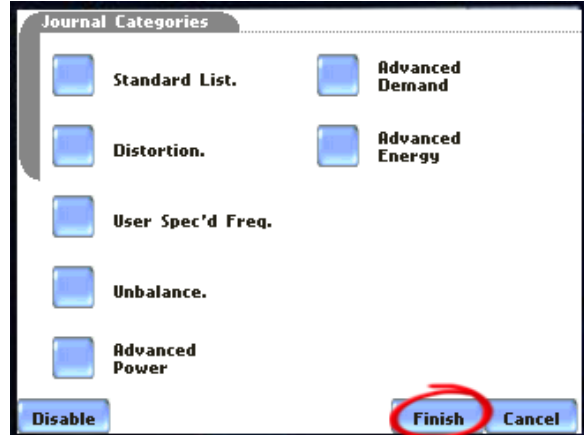 Journal Categories
Standard List.
Advanced
Demand
Distortion.
Advanced
Energy
User Spec'd Freq.
Unbalance.
Advanced
Power
Disable
Finish
Cancel